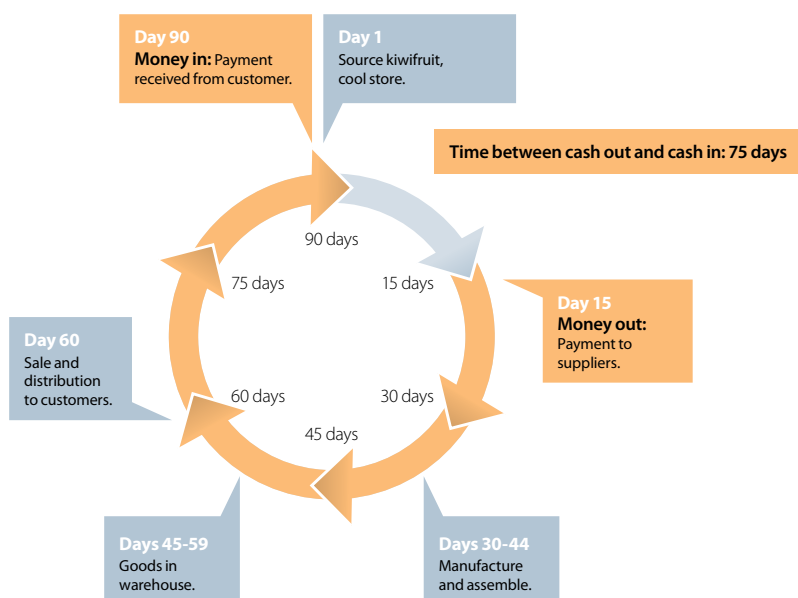 Day 90
Money in: Payment
received from customer.
Day 1
Source kiwifruit,
cool store.
Time between cash out and cash in: 75 days
90 days
75 days
15 days
Day 15
Money out:
Payment to
suppliers.
Day 60
Sale and
distribution
to customers.
60 days
30 days
45 days
Days 45-59
Goods in
warehouse.
Days 30-44
Manufacture
and assemble.